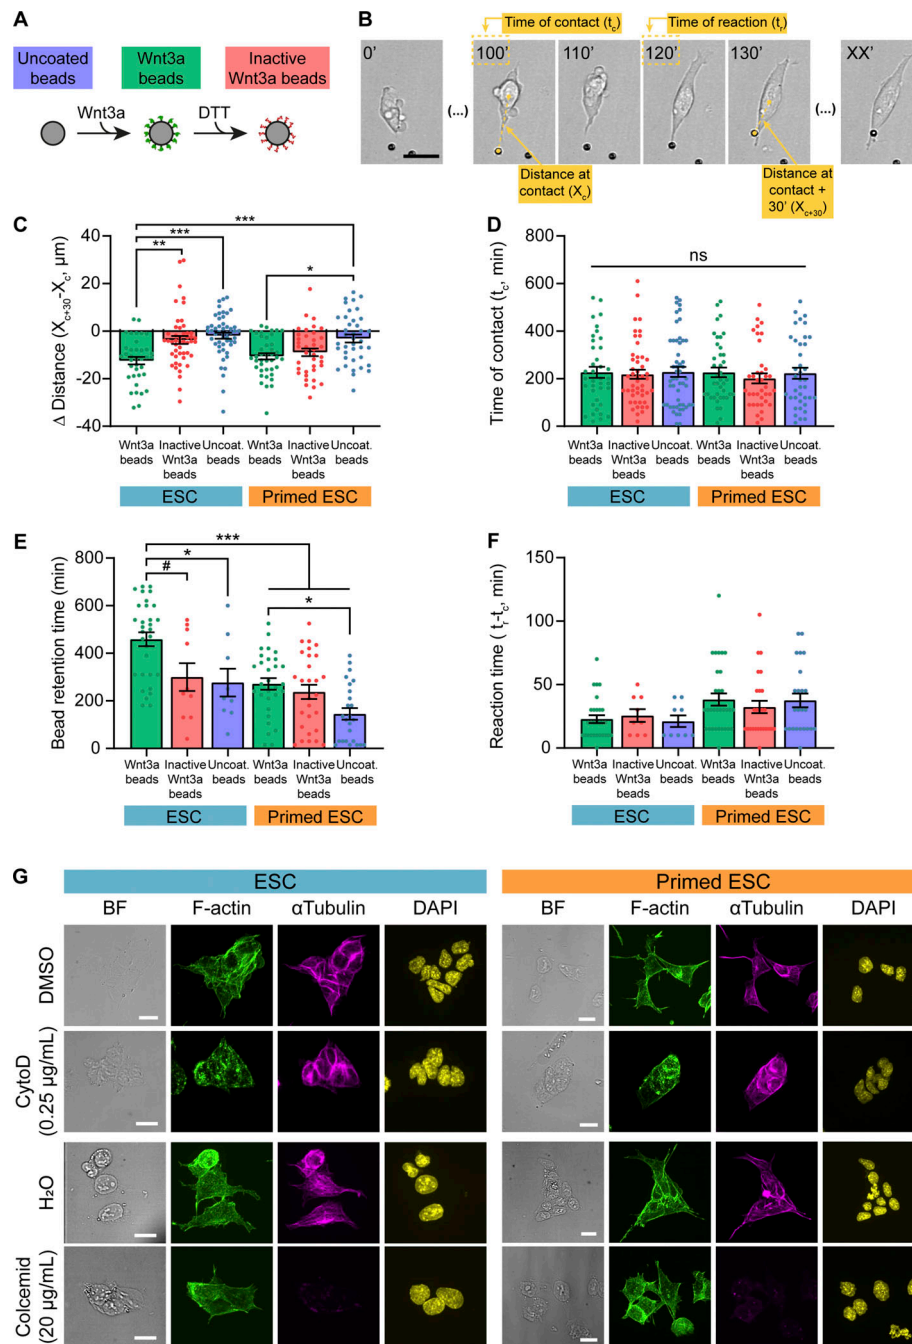 A
Uncoated beads
Wnt3a beads
Inactive Wnt3a beads
Wnt3a
DTT
B
Time of contact (tc)
Time of reaction (tr)
0'
100'
110'
120'
130'
XX'
(...)
(...)
Distance at contact (Xc)
Distance at contact + 30' (Xc+30)
C
Δ Distance (Xc+30-Xc, µm)
40
20
0
-20
-40
***
***
**
*
Wnt3a beads
Inactive Wnt3a beads
Uncoat. beads
Wnt3a beads
Inactive Wnt3a beads
Uncoat. beads
ESC
Primed ESC
D
Time of contact (tc, min)
800
600
400
200
0
ns
Wnt3a beads
Inactive Wnt3a beads
Uncoat. beads
Wnt3a beads
Inactive Wnt3a beads
Uncoat. beads
ESC
Primed ESC
E
Bead retention time (min)
800
600
400
200
0
***
*
#
*
Wnt3a beads
Inactive Wnt3a beads
Uncoat. beads
Wnt3a beads
Inactive Wnt3a beads
Uncoat. beads
ESC
Primed ESC
F
Reaction time ( tr-tc, min)
150
100
50
0
Wnt3a beads
Inactive Wnt3a beads
Uncoat. beads
Wnt3a beads
Inactive Wnt3a beads
Uncoat. beads
ESC
Primed ESC
G
ESC
Primed ESC
BF
F-actin
αTubulin
DAPI
BF
F-actin
αTubulin
DAPI
DMSO
CytoD
(0.25 µg/mL)
H₂O
Colcemid
(20 µg/mL)